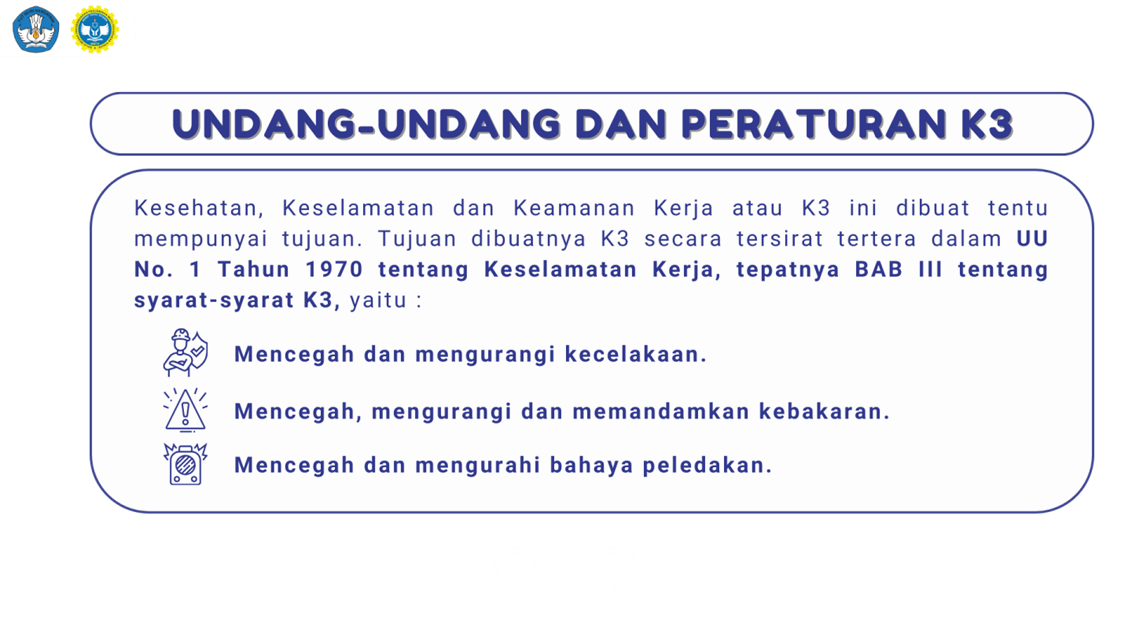 UNDANG-UNDANG DAN PERATURAN K3
Kesehatan, Keselamatan dan Keamanan Kerja atau K3 ini dibuat tentu
mempunyai tujuan. Tujuan dibuatnya K3 secara tersirat tertera dalam UU
No. 1 Tahun 1970 tentang Keselamatan Kerja, tepatnya BAB III tentang
syarat-syarat K3, yaitu :
Mencegah dan mengurangi kecelakaan.
Mencegah, mengurangi dan memandamkan kebakaran.
Mencegah dan mengurahi bahaya peledakan.